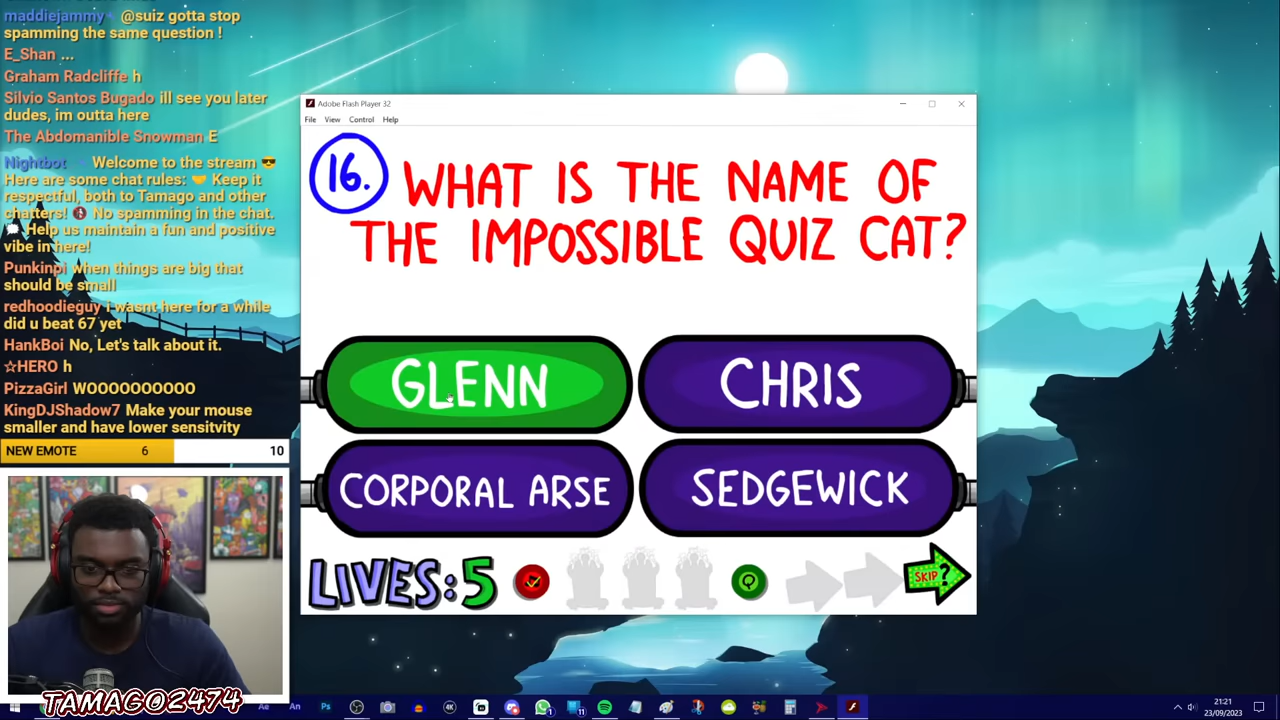 maddiejammy @suiz gotta stop
spamming the same question !
E_Shan ...
Graham Radcliffe h
Silvio Santos Bugado ill see you later
dudes, im outta here
The Abdomanible Snowman E
Nightbot Welcome to the stream 😎
Here are some chat rules: 🤝 Keep it
respectful, both to Tamago and other
chatters! 🚯 No spamming in the chat.
💭 Help us maintain a fun and positive
vibe in here!
Punkinpi when things are big that
should be small
redhoodieguy i wasnt here for a while
did u beat 67 yet
HankBoi No, Let's talk about it.
☆HERO h
PizzaGirl WOOOOOOOOOO
KingDJShadow7 Make your mouse
smaller and have lower sensitvity
NEW EMOTE 6 10
TAMAGO2474
Adobe Flash Player 32
File View Control Help
16. WHAT IS THE NAME OF
THE IMPOSSIBLE QUIZ CAT?
GLENN CHRIS
CORPORAL ARSE SEDGEWICK
LIVES:5 SKIP?
Ae An Ps 4K 11
21:21
23/09/2023